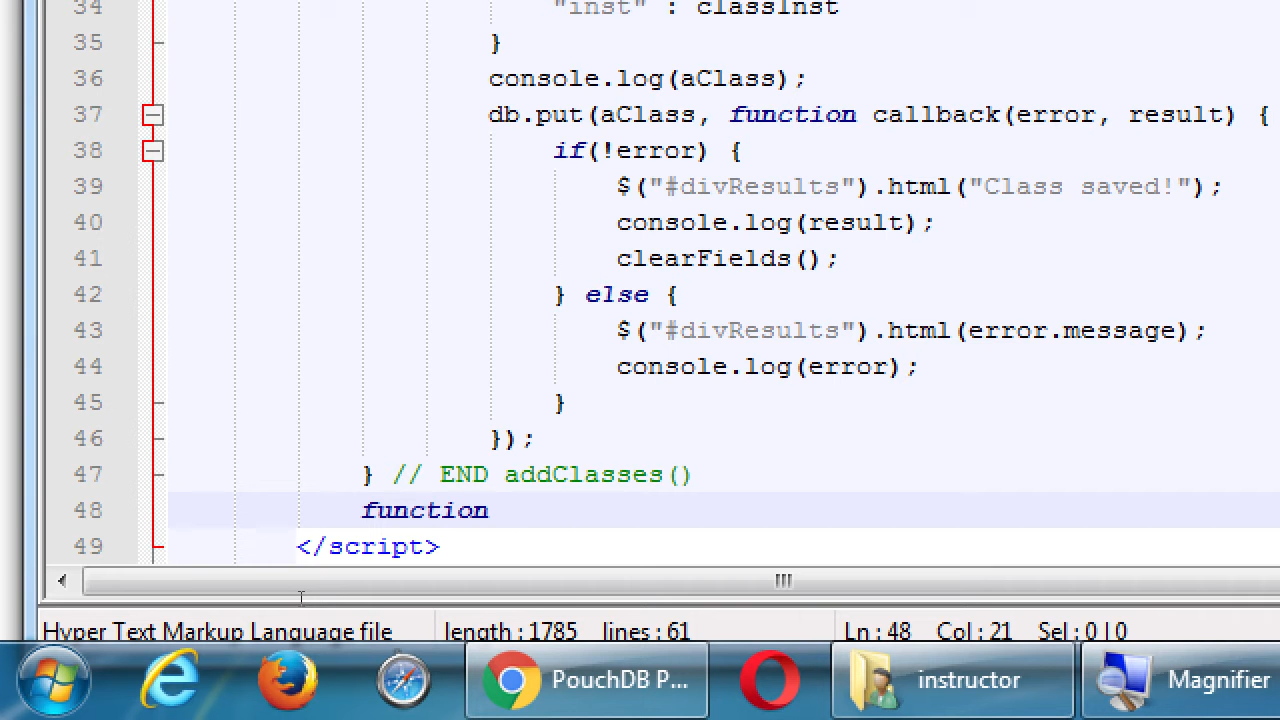 34 "inst" : classInst
35 }
36 console.log(aClass);
37 db.put(aClass, function callback(error, result) {
38 if(!error) {
39 $("#divResults").html("Class saved!");
40 console.log(result);
41 clearFields();
42 } else {
43 $("#divResults").html(error.message);
44 console.log(error);
45 }
46 });
47 } // END addClasses()
48 function
49 </script>
Hyper Text Markup Language file length : 1785 lines : 61 Ln : 48 Col : 21 Sel : 0 | 0
PouchDB P... instructor Magnifier